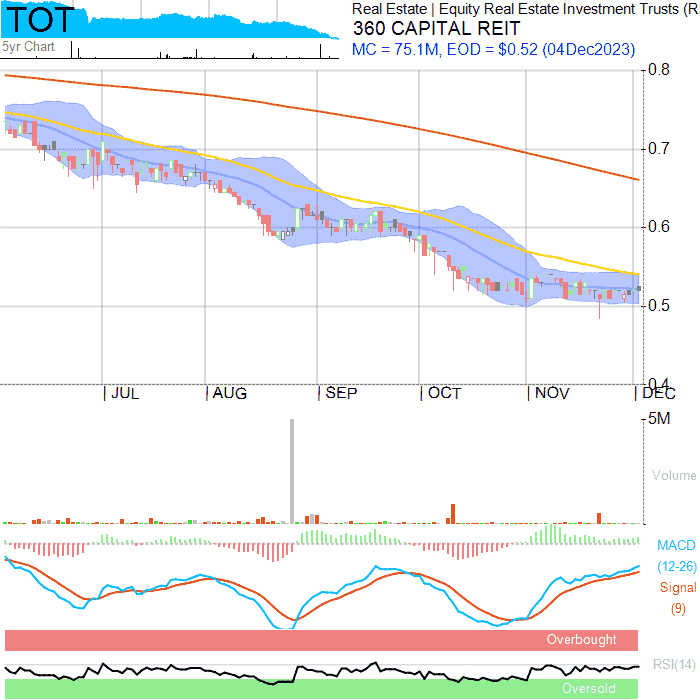 TOT
5yr Chart
Real Estate | Equity Real Estate Investment Trusts (R
360 CAPITAL REIT
MC = 75.1M, EOD = $0.52 (04Dec2023)
0.8
0.7
0.6
0.5
0.4
JUL AUG SEP OCT NOV DEC
5M
Volume
MACD
(12-26)
Signal
(9)
Overbought
RSI(14)
Oversold